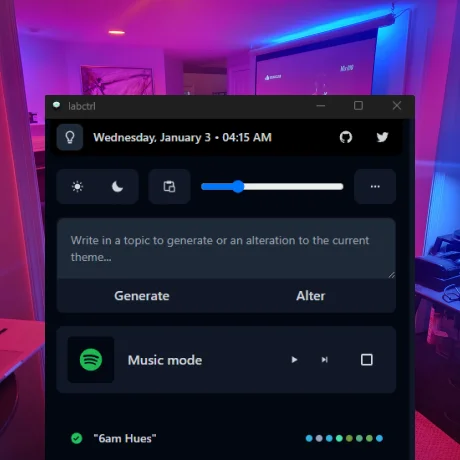 labctrl
Wednesday, January 3 • 04:15 AM
Write in a topic to generate or an alteration to the current
theme...
Generate
Alter
Music mode
"6am Hues"